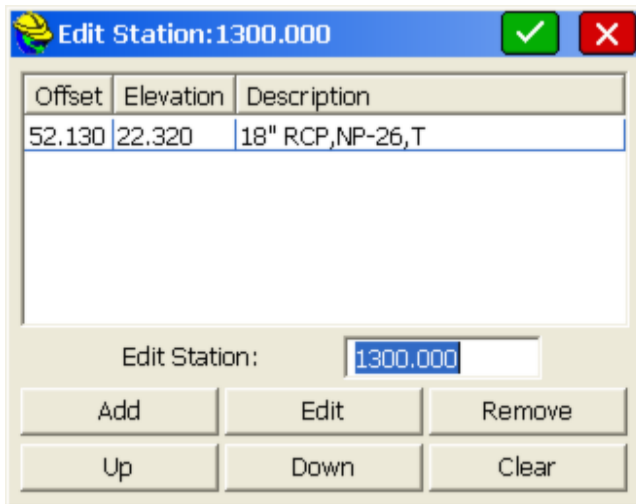 Edit Station:1300.000
Offset Elevation Description
52.130 22.320 18" RCP,NP-26,T
Edit Station: 1300.000
Add Edit Remove
Up Down Clear